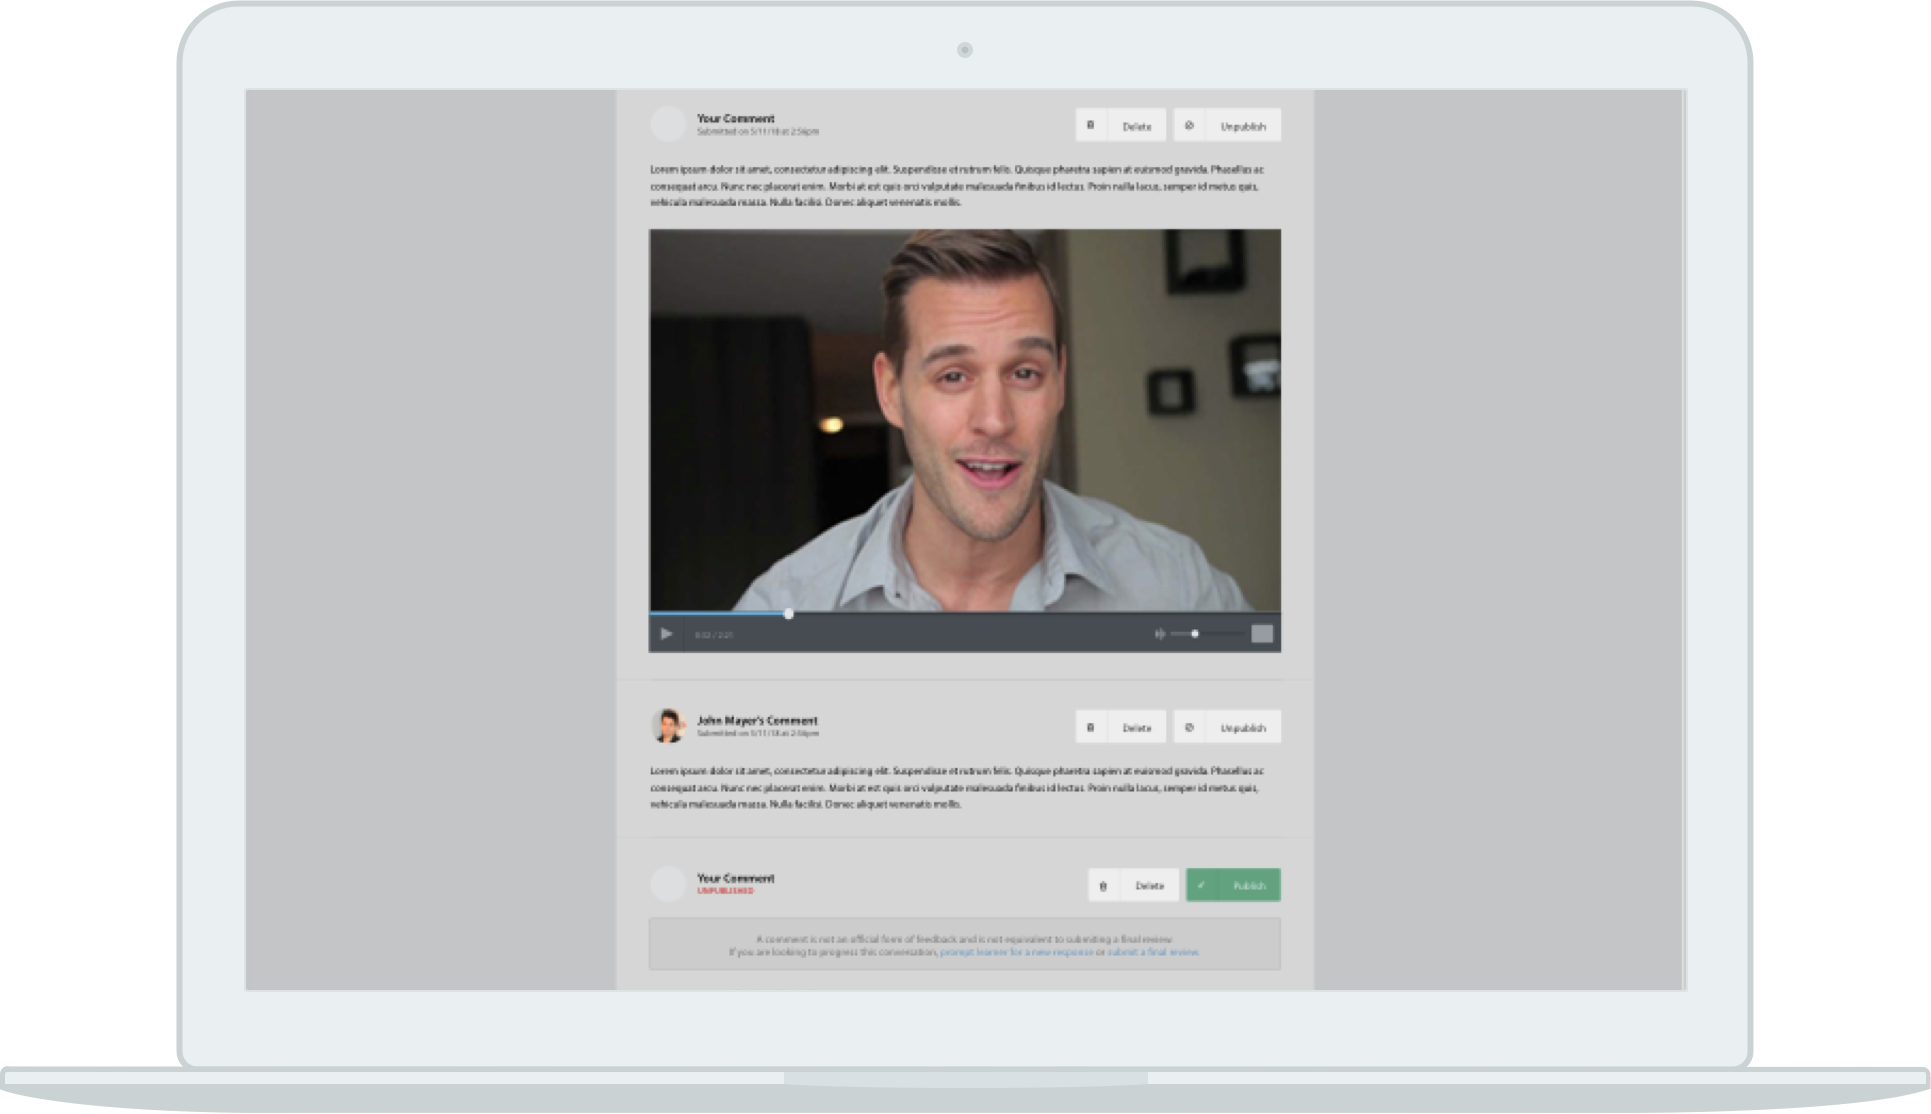 Your Comment
Submitted on 5/11/18 at 2:56pm
Delete
Unpublish
Lorem ipsum dolor sit amet, consectetur adipiscing elit. Suspendisse et rutrum felis. Quisque pharetra sapien at euismod gravida. Phasellus ac
consequat arcu. Nunc nec placerat enim. Morbi at est quis orci vulputate malesuada finibus id lectus. Proin nulla lacus, semper id metus quis,
vehicula malesuada massa. Nulla facilisi. Donec aliquet venenatis mollis.
John Mayer's Comment
Submitted on 5/11/18 at 2:56pm
Delete
Unpublish
Lorem ipsum dolor sit amet, consectetur adipiscing elit. Suspendisse et rutrum felis. Quisque pharetra sapien at euismod gravida. Phasellus ac
consequat arcu. Nunc nec placerat enim. Morbi at est quis orci vulputate malesuada finibus id lectus. Proin nulla lacus, semper id metus quis,
vehicula malesuada massa. Nulla facilisi. Donec aliquet venenatis mollis.
Your Comment
UNPUBLISHED
Delete
Publish
A comment is not an official form of feedback and is not equivalent to submitting a final review.
If you are looking to progress this conversation, prompt learner for a new response or submit a final review.